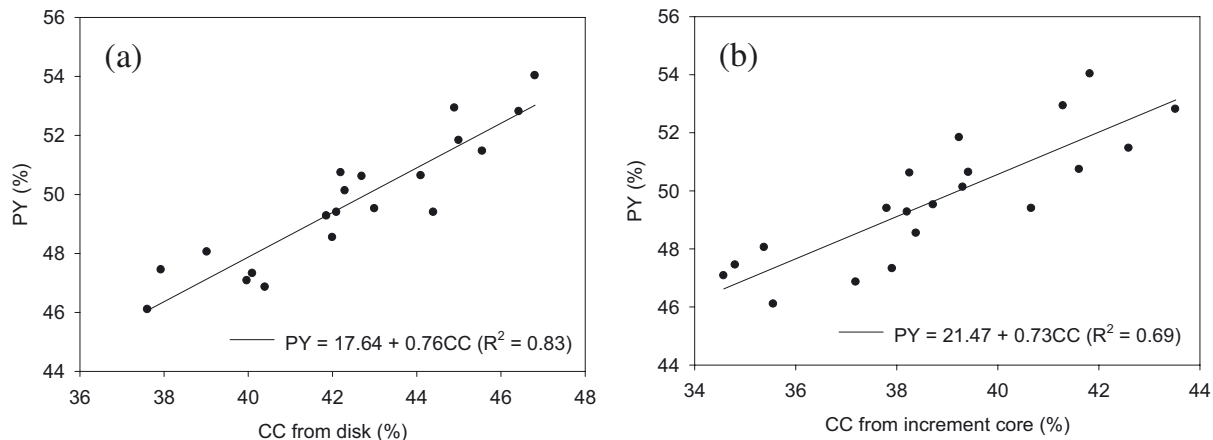 (a)
56
54
52
50
48
46
44
PY (%)
PY = 17.64 + 0.76CC (R² = 0.83)
36 38 40 42 44 46 48
CC from disk (%)
(b)
56
54
52
50
48
46
44
PY (%)
PY = 21.47 + 0.73CC (R² = 0.69)
34 36 38 40 42 44
CC from increment core (%)